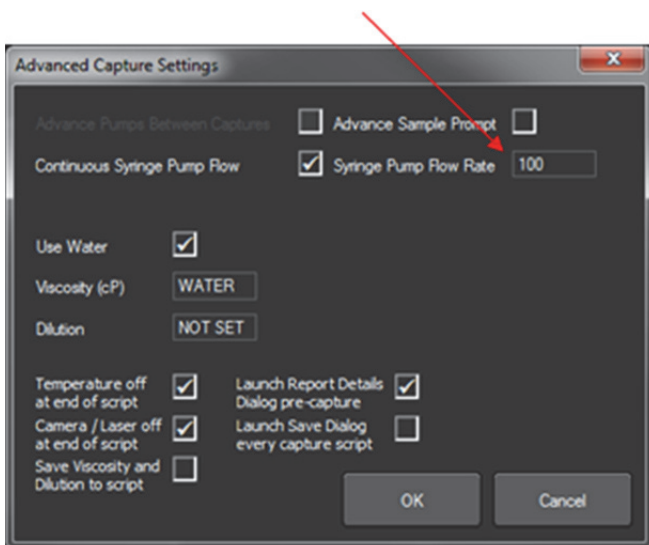 Advanced Capture Settings
Advance Pumps Between Captures
Advance Sample Prompt
Continuous Syringe Pump Flow
Syringe Pump Flow Rate
100
Use Water
Viscosity (cP)
WATER
Dilution
NOT SET
Temperature off
at end of script
Launch Report Details
Dialog pre-capture
Camera / Laser off
at end of script
Launch Save Dialog
every capture script
Save Viscosity and
Dilution to script
OK
Cancel